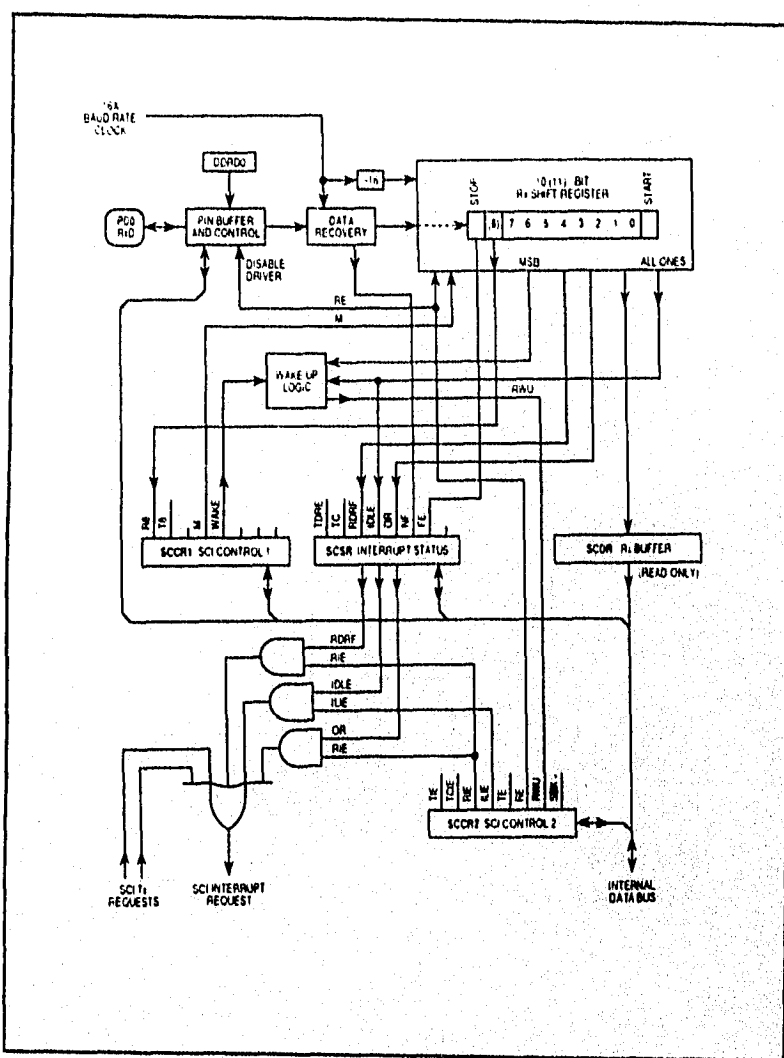 16X
BAUD RATE
CLOCK
DDRD0
÷16
10 (11) - BIT
Rx SHIFT REGISTER
STOP
(8) 7 6 5 4 3 2 1 0
START
PD0
RxD
PIN BUFFER
AND CONTROL
DATA
RECOVERY
DISABLE
DRIVER
MSB
ALL ONES
RE
M
WAKE UP
LOGIC
RWU
R8
T8
M
WAKE
TDRE
TC
RDRF
IDLE
OR
NF
FE
SCCR1 SCI CONTROL 1
SCSR INTERRUPT STATUS
SCDR Rx BUFFER
(READ ONLY)
RDRF
RIE
IDLE
ILIE
OR
RIE
TIE
TCIE
RIE
ILIE
TE
RE
RWU
SBK
SCCR2 SCI CONTROL 2
SCI Tx
REQUESTS
SCI INTERRUPT
REQUEST
INTERNAL
DATA BUS